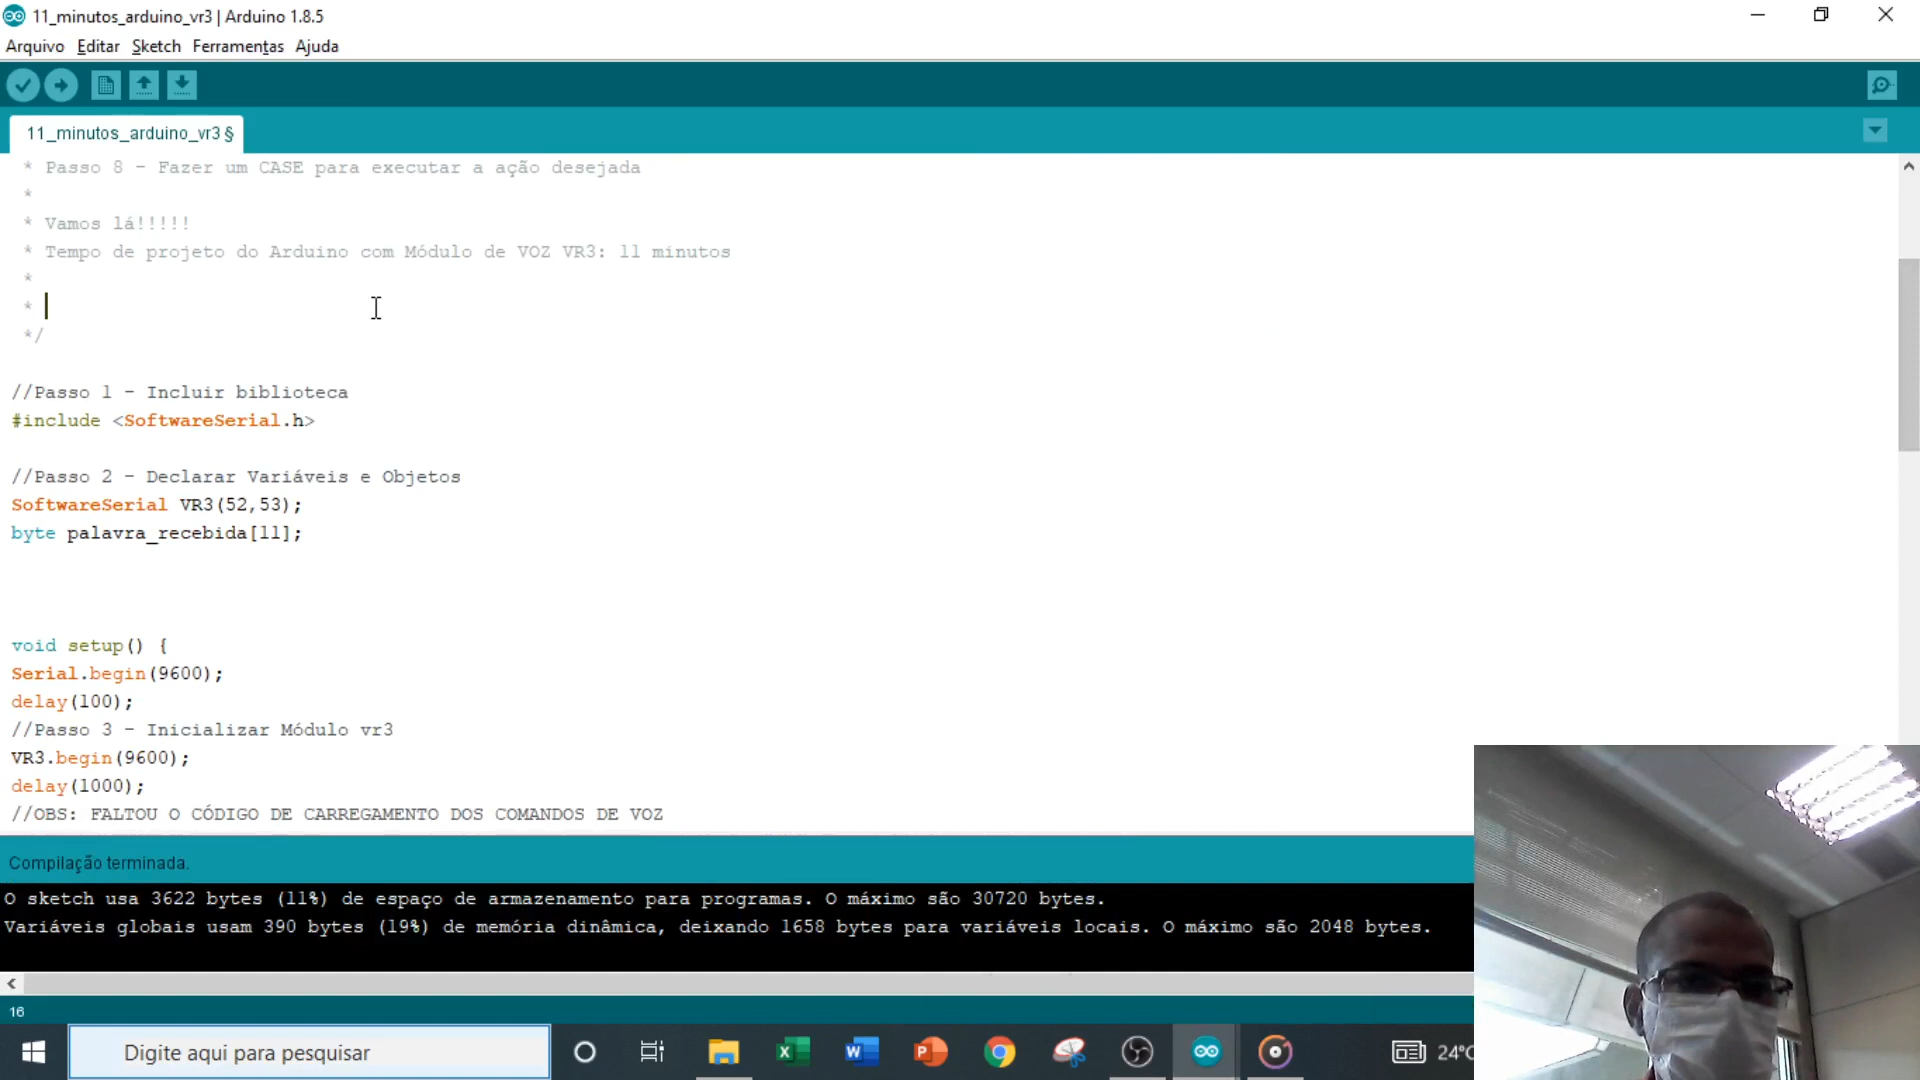 11_minutos_arduino_vr3 | Arduino 1.8.5
Arquivo Editar Sketch Ferramentas Ajuda
11_minutos_arduino_vr3 §
* Passo 8 - Fazer um CASE para executar a ação desejada
*
* Vamos lá!!!!!
* Tempo de projeto do Arduino com Módulo de VOZ VR3: 11 minutos
*
*
*/
//Passo 1 - Incluir biblioteca
#include <SoftwareSerial.h>
//Passo 2 - Declarar Variáveis e Objetos
SoftwareSerial VR3(52,53);
byte palavra_recebida[11];
void setup() {
Serial.begin(9600);
delay(100);
//Passo 3 - Inicializar Módulo vr3
VR3.begin(9600);
delay(1000);
//OBS: FALTOU O CÓDIGO DE CARREGAMENTO DOS COMANDOS DE VOZ
Compilação terminada.
O sketch usa 3622 bytes (11%) de espaço de armazenamento para programas. O máximo são 30720 bytes.
Variáveis globais usam 390 bytes (19%) de memória dinâmica, deixando 1658 bytes para variáveis locais. O máximo são 2048 bytes.
16
Digite aqui para pesquisar
24°C